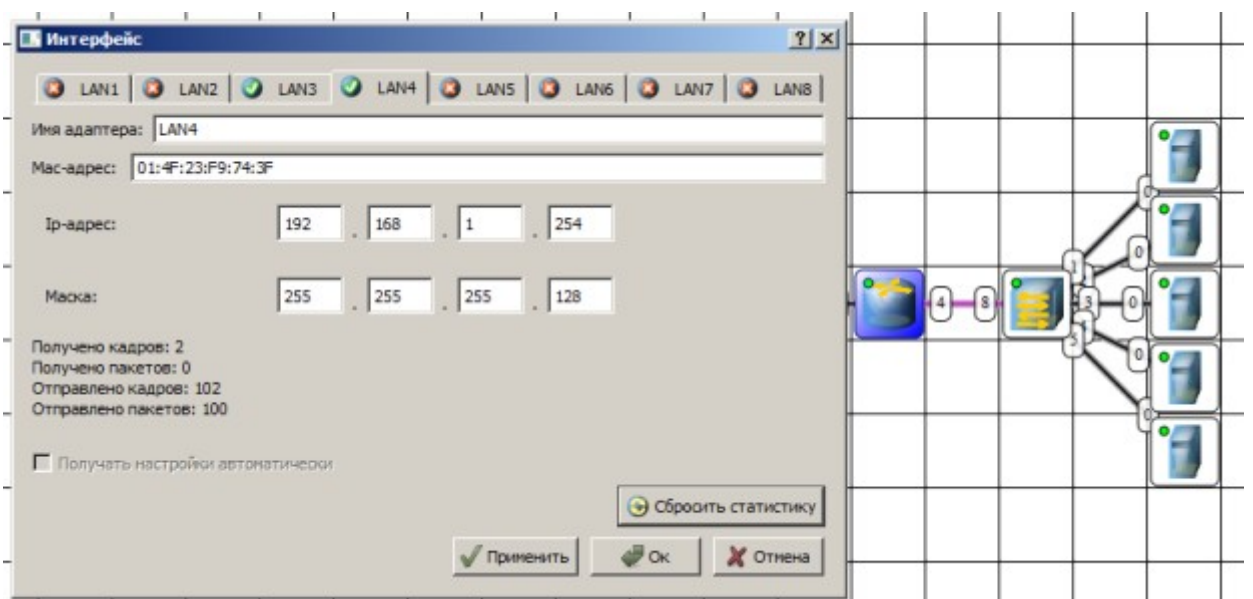 Интерфейс
LAN1 LAN2 LAN3 LAN4 LAN5 LAN6 LAN7 LAN8
Имя адаптера: LAN4
Mac-адрес: 01:4F:23:F9:74:3F
Ip-адрес: 192 . 168 . 1 . 254
Маска: 255 . 255 . 255 . 128
Получено кадров: 2
Получено пакетов: 0
Отправлено кадров: 102
Отправлено пакетов: 100
Получать настройки автоматически
Сбросить статистику
Применить Ок Отмена
0
0
1
4 8 3 0
0
5
0